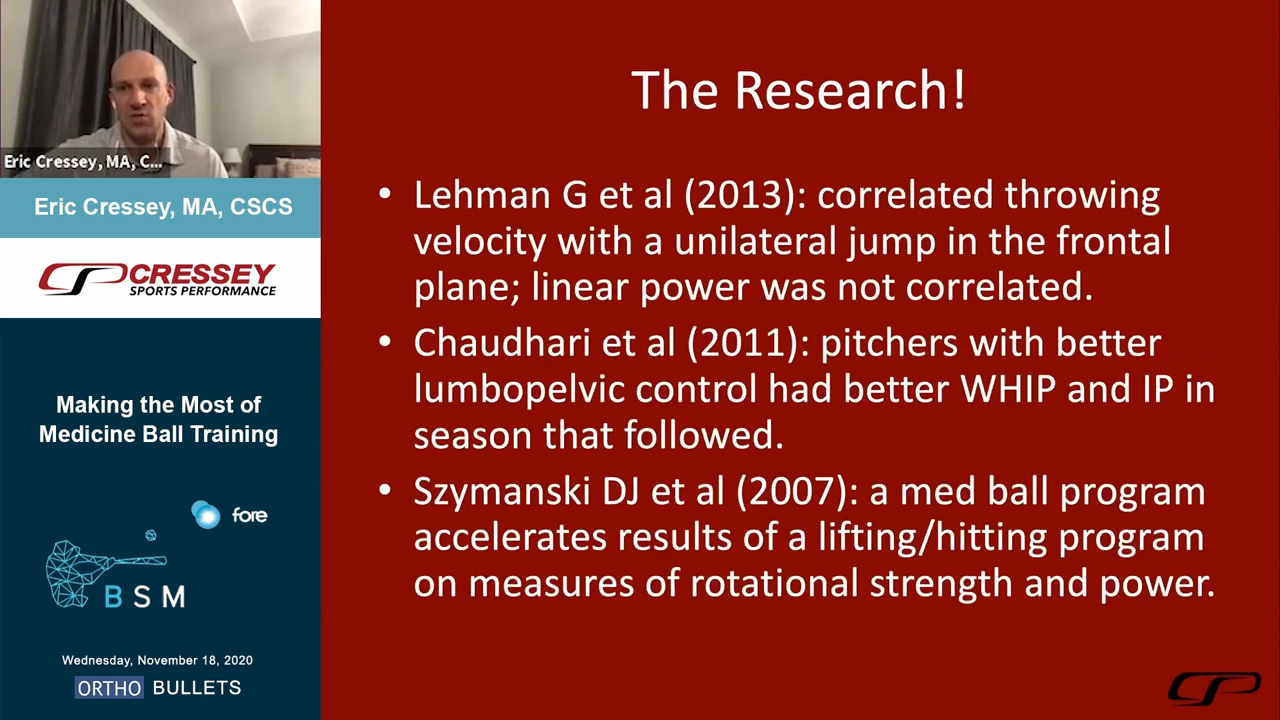 Eric Cressey, MA, C...
Eric Cressey, MA, CSCS
CRESSEY
SPORTS PERFORMANCE
Making the Most of
Medicine Ball Training
fore
BSM
Wednesday, November 18, 2020
ORTHO BULLETS
The Research!
• Lehman G et al (2013): correlated throwing
velocity with a unilateral jump in the frontal
plane; linear power was not correlated.
• Chaudhari et al (2011): pitchers with better
lumbopelvic control had better WHIP and IP in
season that followed.
• Szymanski DJ et al (2007): a med ball program
accelerates results of a lifting/hitting program
on measures of rotational strength and power.